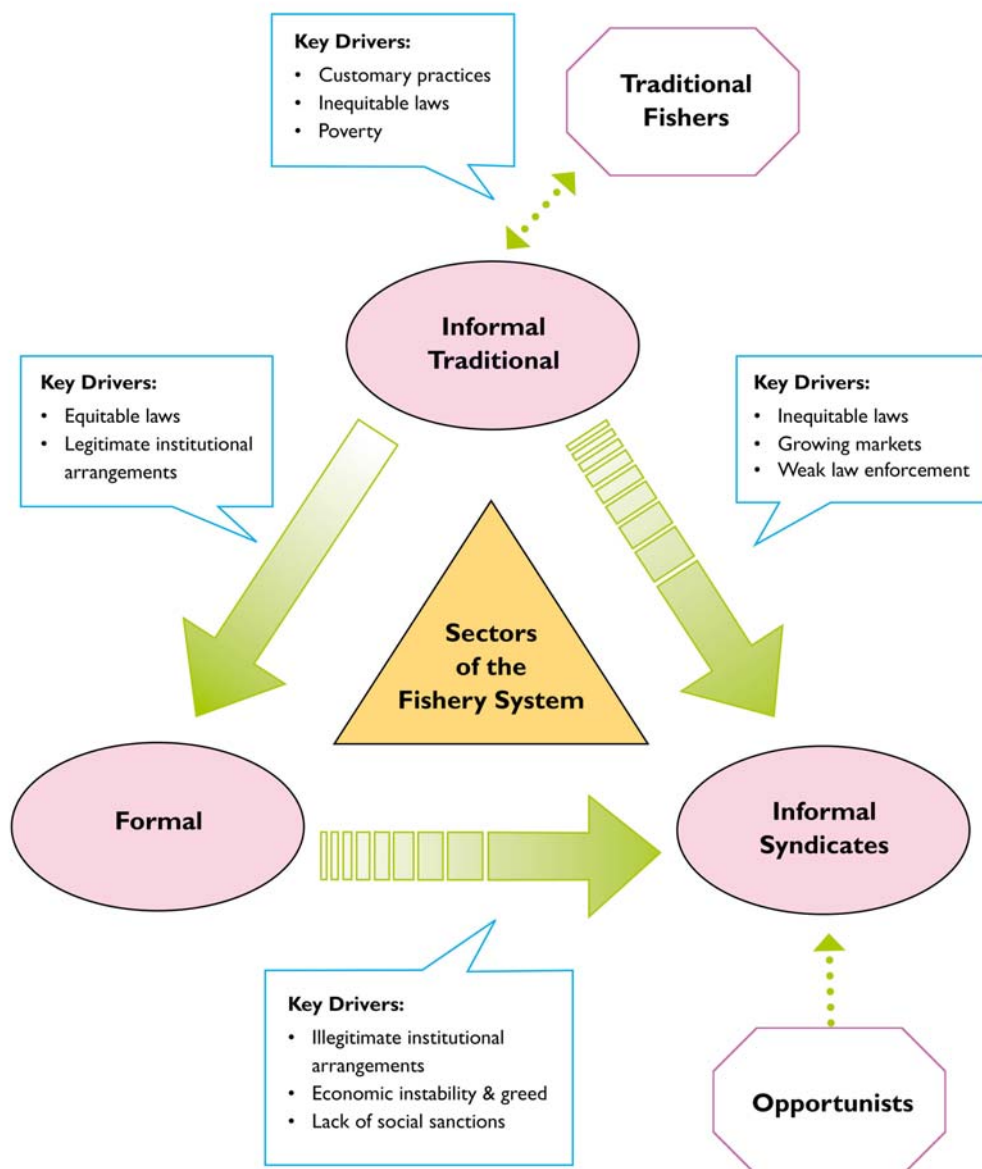 Key Drivers:
• Customary practices
• Inequitable laws
• Poverty
Traditional
Fishers
Informal
Traditional
Key Drivers:
• Equitable laws
• Legitimate institutional
arrangements
Key Drivers:
• Inequitable laws
• Growing markets
• Weak law enforcement
Sectors
of the
Fishery System
Formal
Informal
Syndicates
Key Drivers:
• Illegitimate institutional
arrangements
• Economic instability & greed
• Lack of social sanctions
Opportunists